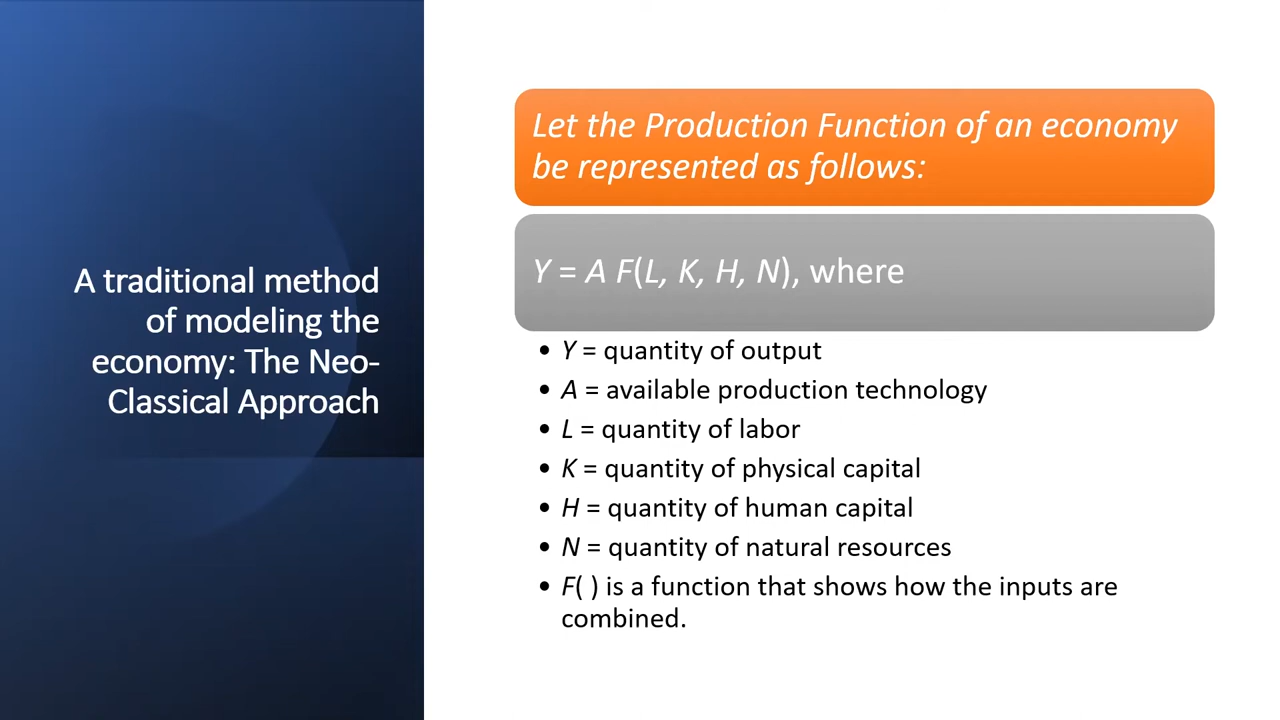 A traditional method
of modeling the
economy: The Neo-
Classical Approach
Let the Production Function of an economy
be represented as follows:
Y = A F(L, K, H, N), where
• Y = quantity of output
• A = available production technology
• L = quantity of labor
• K = quantity of physical capital
• H = quantity of human capital
• N = quantity of natural resources
• F( ) is a function that shows how the inputs are
combined.